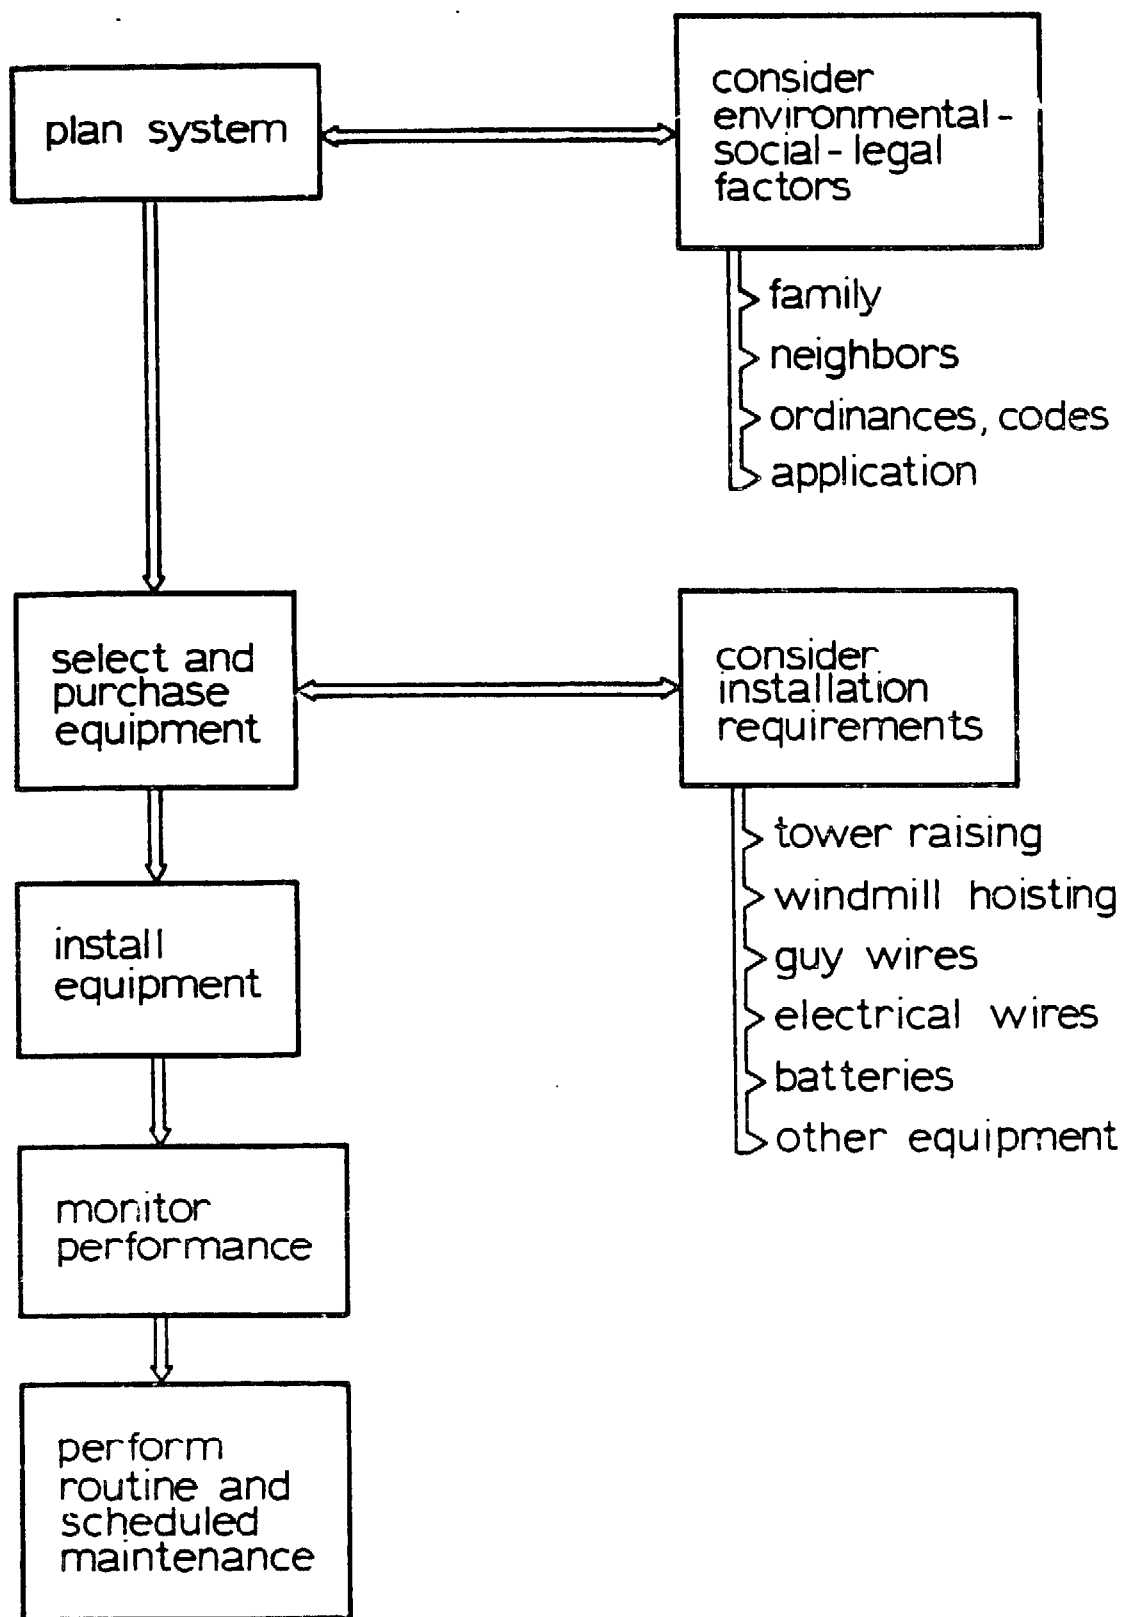 plan system
consider
environmental-
social-legal
factors
family
neighbors
ordinances, codes
application
select and
purchase
equipment
consider
installation
requirements
tower raising
windmill hoisting
guy wires
electrical wires
batteries
other equipment
install
equipment
monitor
performance
perform
routine and
scheduled
maintenance